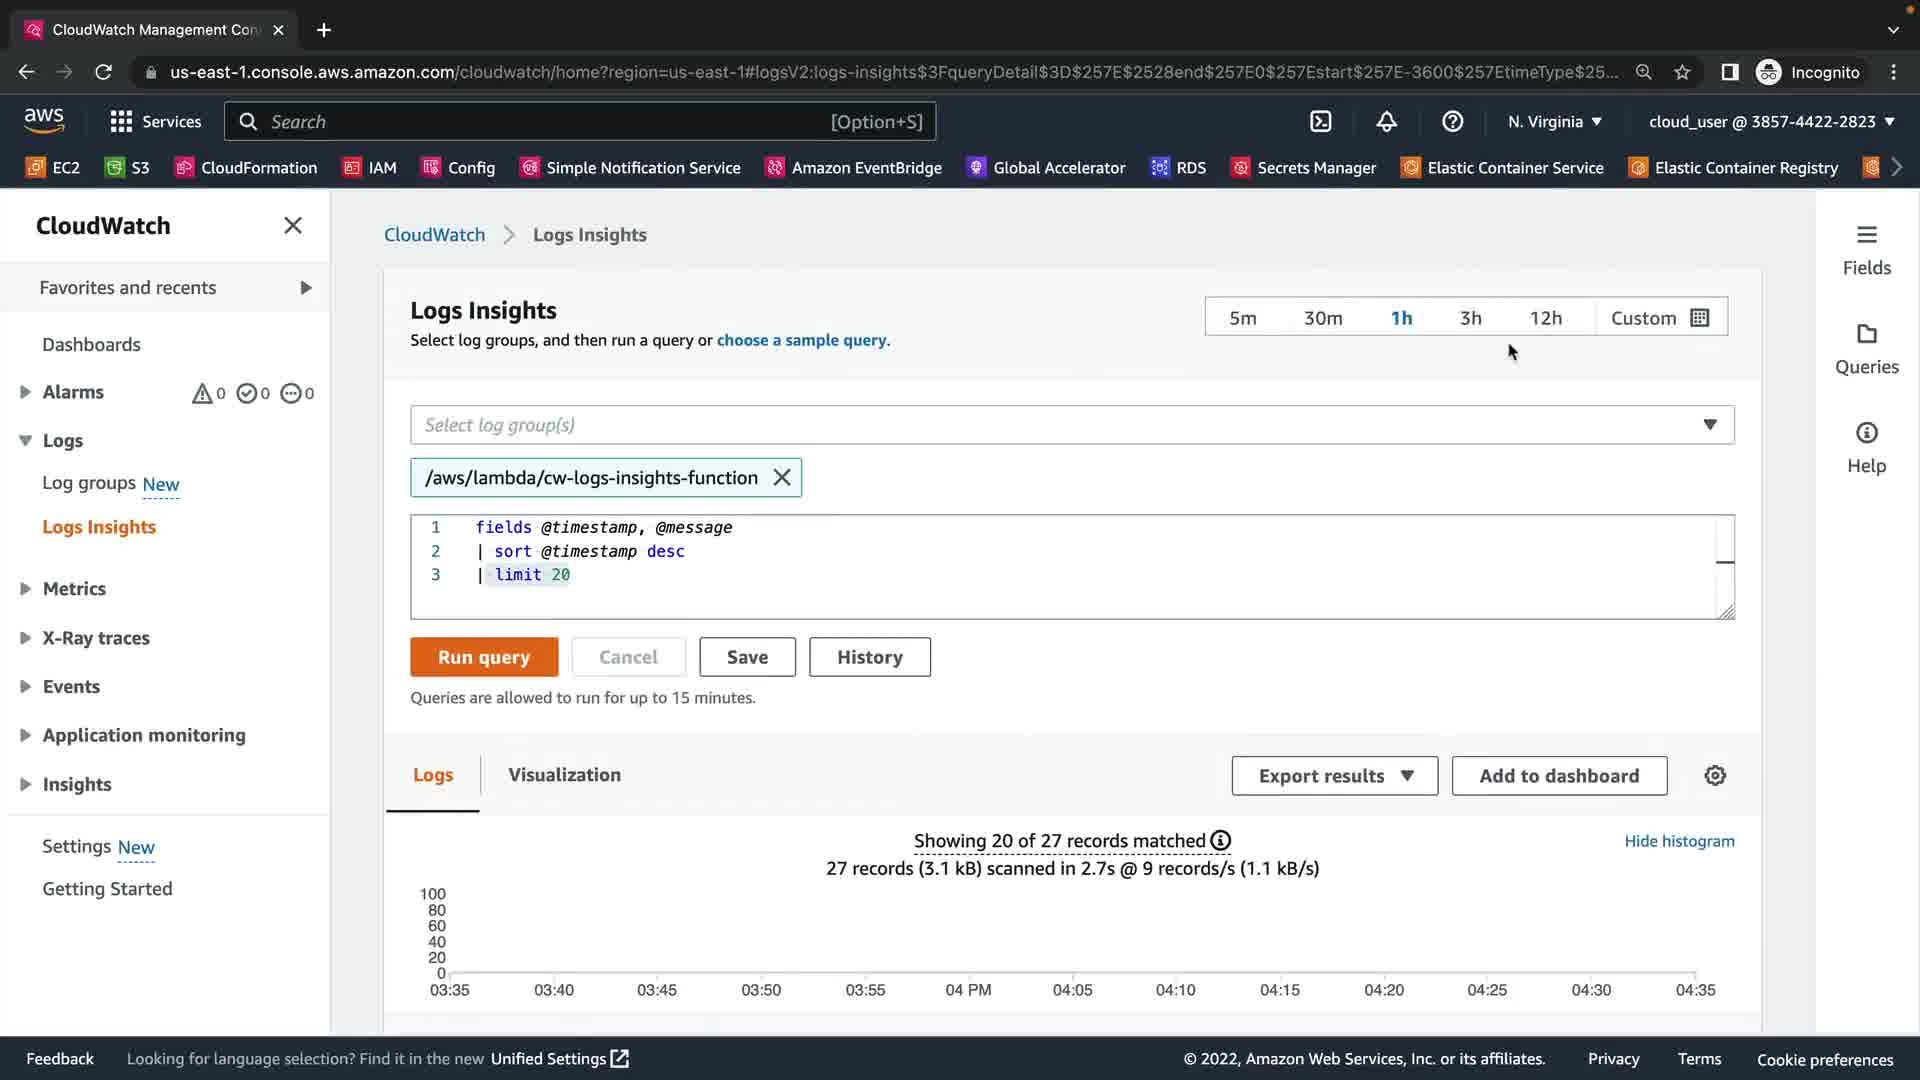 CloudWatch Management Con
us-east-1.console.aws.amazon.com/cloudwatch/home?region=us-east-1#logsV2:logs-insights$3FqueryDetail$3D$257E$2528end$257E0$257Estart$257E-3600$257EtimeType$25...
Incognito
aws
Services
Search
[Option+S]
N. Virginia
cloud_user @ 3857-4422-2823
EC2
S3
CloudFormation
IAM
Config
Simple Notification Service
Amazon EventBridge
Global Accelerator
RDS
Secrets Manager
Elastic Container Service
Elastic Container Registry
CloudWatch
Favorites and recents
Dashboards
Alarms 0 0 0
Logs
Log groups New
Logs Insights
Metrics
X-Ray traces
Events
Application monitoring
Insights
Settings New
Getting Started
CloudWatch > Logs Insights
Logs Insights
Select log groups, and then run a query or choose a sample query.
5m 30m 1h 3h 12h Custom
Select log group(s)
/aws/lambda/cw-logs-insights-function
1 fields @timestamp, @message
2 | sort @timestamp desc
3 | limit 20
Run query
Cancel
Save
History
Queries are allowed to run for up to 15 minutes.
Logs
Visualization
Export results
Add to dashboard
Showing 20 of 27 records matched
Hide histogram
27 records (3.1 kB) scanned in 2.7s @ 9 records/s (1.1 kB/s)
100
80
60
40
20
0
03:35 03:40 03:45 03:50 03:55 04 PM 04:05 04:10 04:15 04:20 04:25 04:30 04:35
Fields
Queries
Help
Feedback
Looking for language selection? Find it in the new Unified Settings
© 2022, Amazon Web Services, Inc. or its affiliates.
Privacy
Terms
Cookie preferences